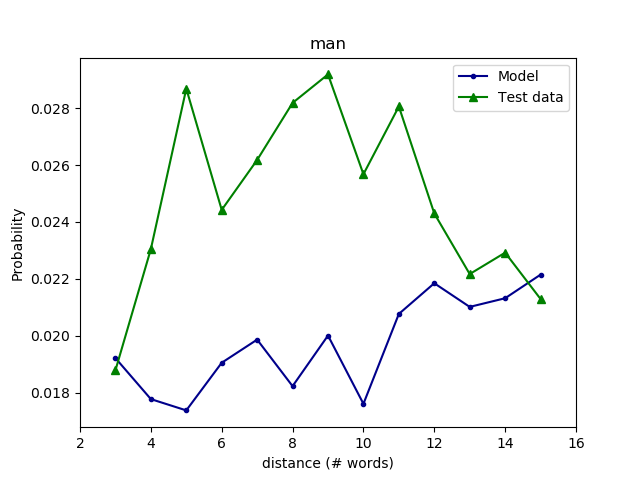 man
Model
Test data
Probability
0.028
0.026
0.024
0.022
0.020
0.018
2 4 6 8 10 12 14 16
distance (# words)